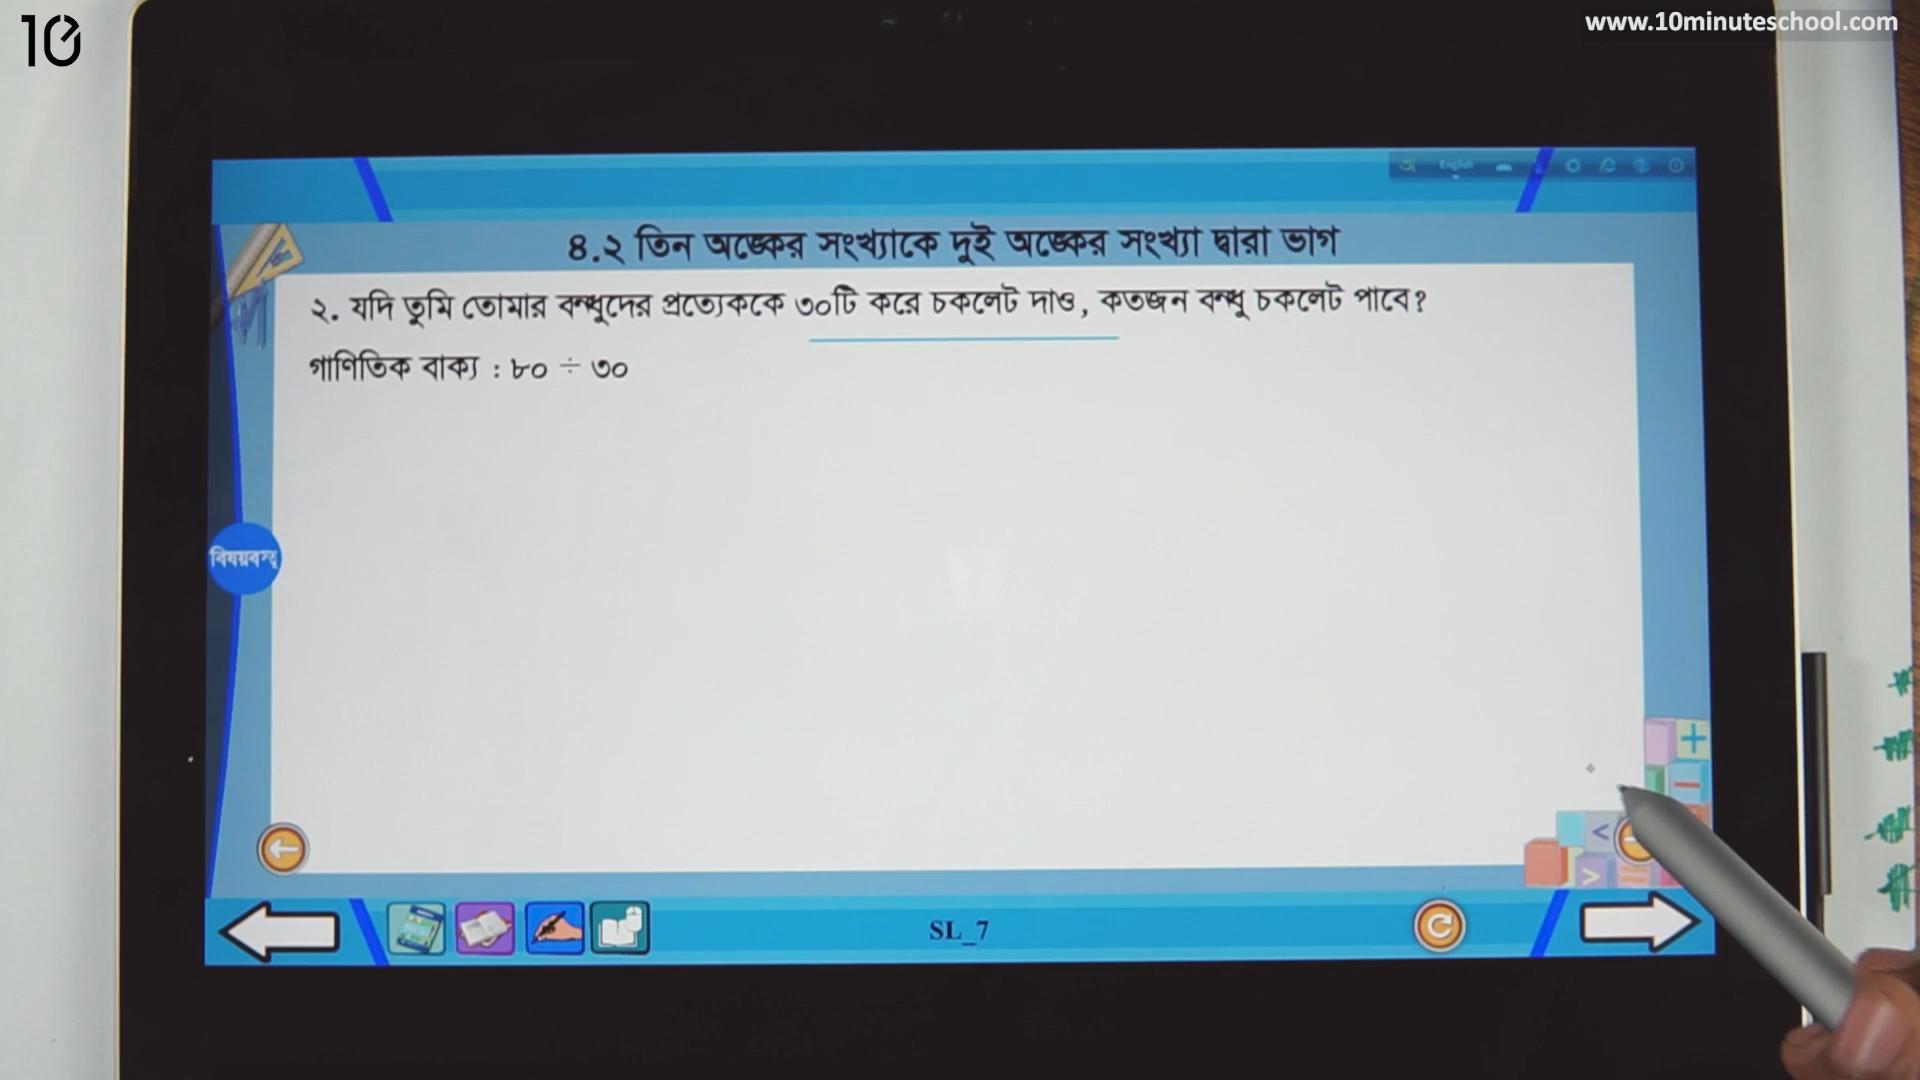 10
www.10minuteschool.com
English
৪.২ তিন অঙ্কের সংখ্যাকে দুই অঙ্কের সংখ্যা দ্বারা ভাগ
২. যদি তুমি তোমার বন্ধুদের প্রত্যেককে ৩০টি করে চকলেট দাও, কতজন বন্ধু চকলেট পাবে?
গাণিতিক বাক্য : ৮০ ÷ ৩০
বিষয়বস্তু
SL_7